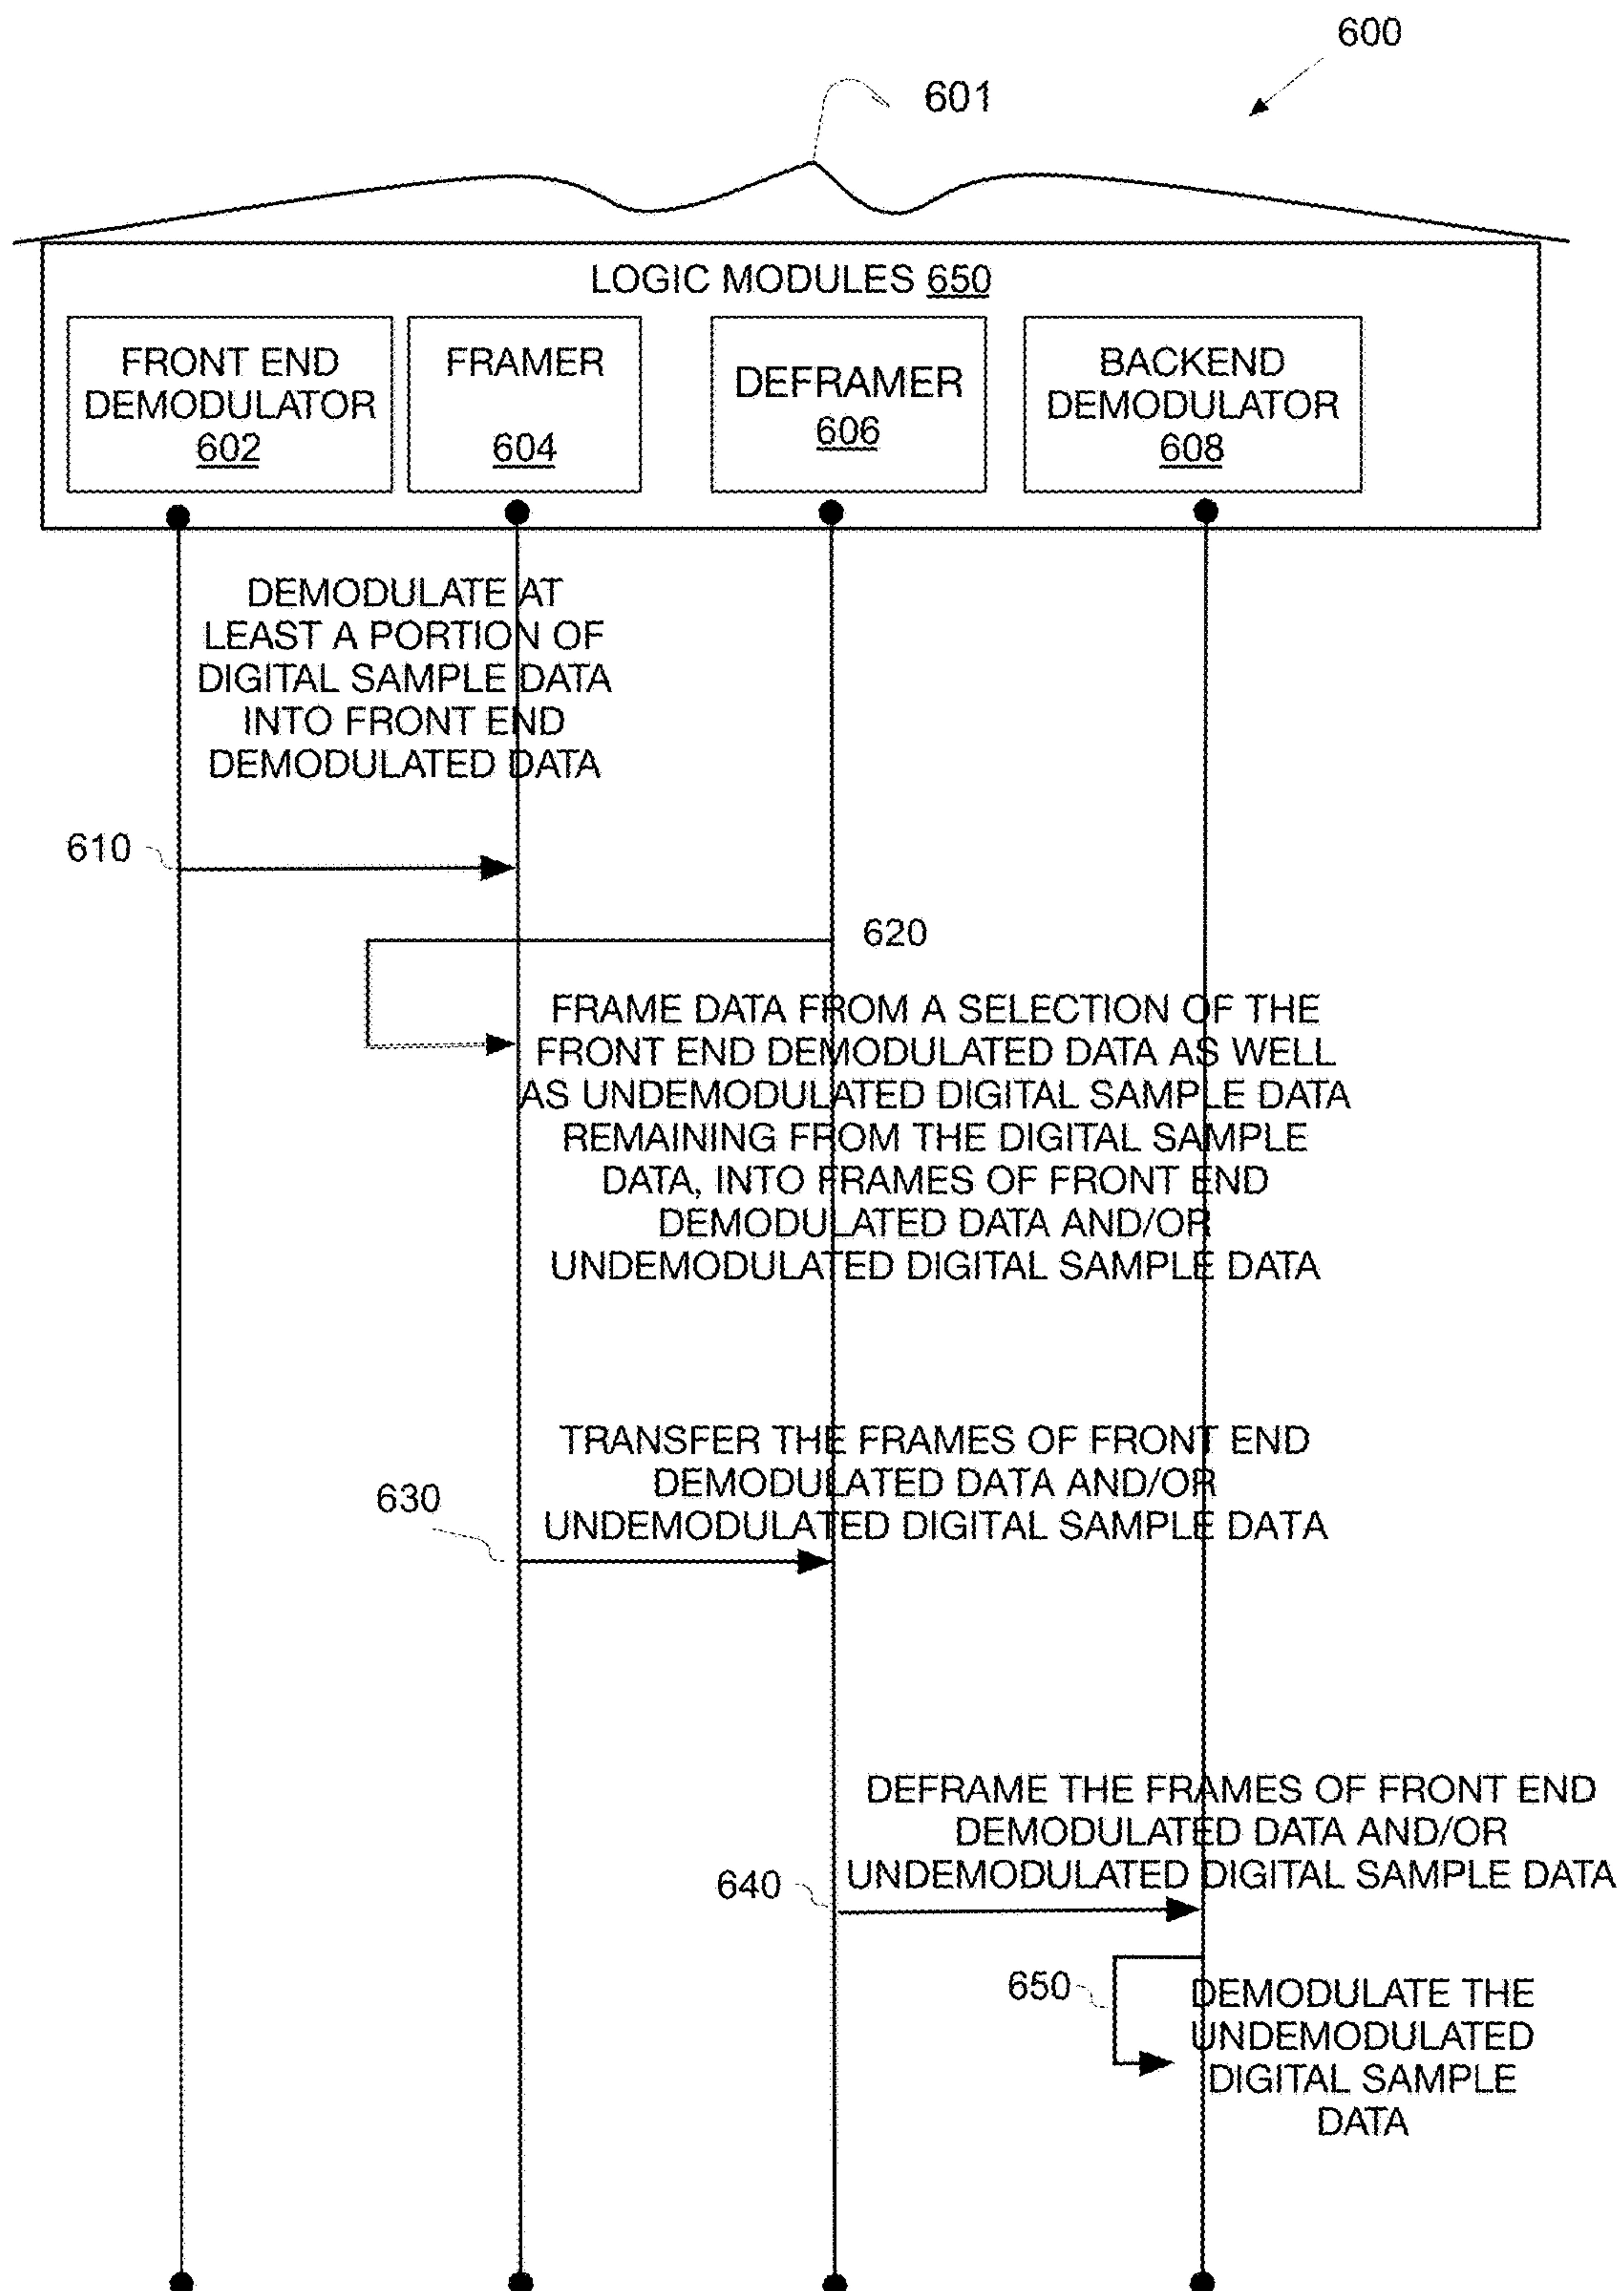 600
601
LOGIC MODULES 650
FRONT END
DEMODULATOR
602
FRAMER
604
DEFRAMER
606
BACKEND
DEMODULATOR
608
DEMODULATE AT
LEAST A PORTION OF
DIGITAL SAMPLE DATA
INTO FRONT END
DEMODULATED DATA
610
620
FRAME DATA FROM A SELECTION OF THE
FRONT END DEMODULATED DATA AS WELL
AS UNDEMODULATED DIGITAL SAMPLE DATA
REMAINING FROM THE DIGITAL SAMPLE
DATA, INTO FRAMES OF FRONT END
DEMODULATED DATA AND/OR
UNDEMODULATED DIGITAL SAMPLE DATA
TRANSFER THE FRAMES OF FRONT END
DEMODULATED DATA AND/OR
UNDEMODULATED DIGITAL SAMPLE DATA
630
DEFRAME THE FRAMES OF FRONT END
DEMODULATED DATA AND/OR
UNDEMODULATED DIGITAL SAMPLE DATA
640
650
DEMODULATE THE
UNDEMODULATED
DIGITAL SAMPLE
DATA